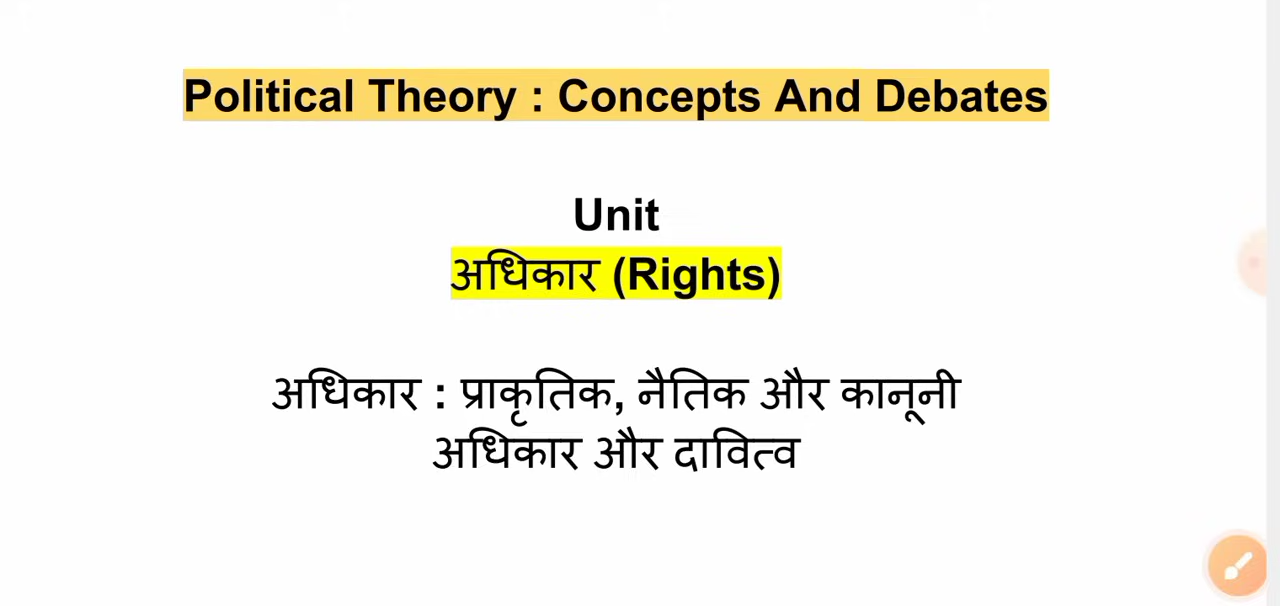 Political Theory : Concepts And Debates
Unit
अधिकार (Rights)
अधिकार : प्राकृतिक, नैतिक और कानूनी
अधिकार और दावित्व